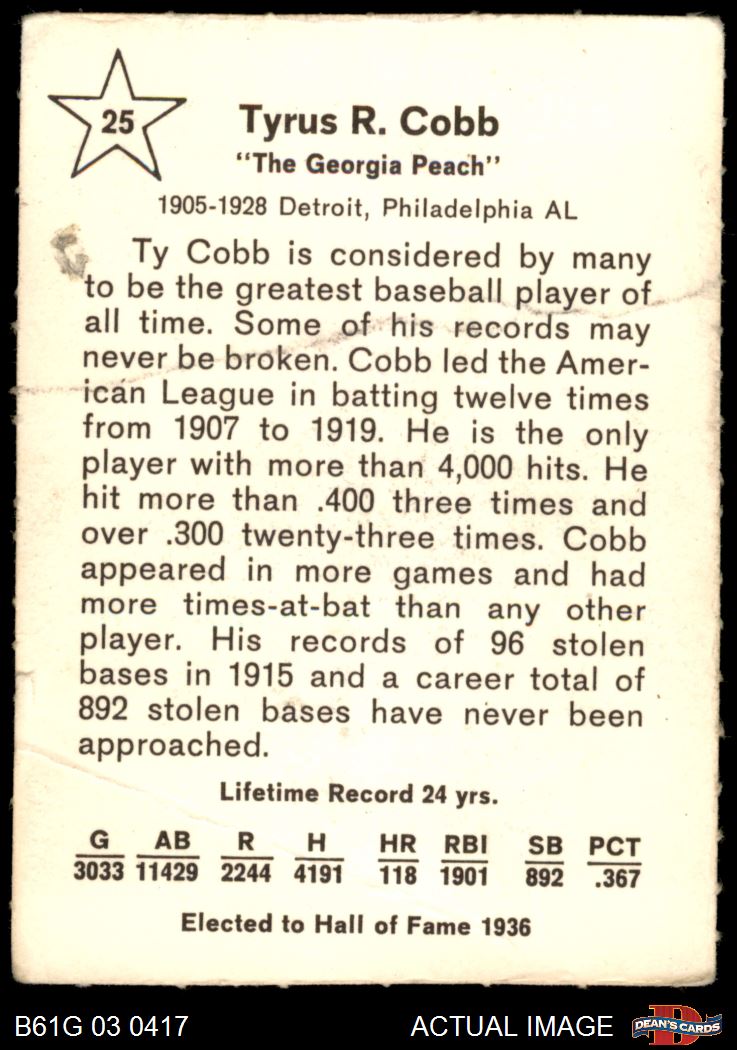 25
Tyrus R. Cobb
"The Georgia Peach"
1905-1928 Detroit, Philadelphia AL
Ty Cobb is considered by many
to be the greatest baseball player of
all time. Some of his records may
never be broken. Cobb led the Amer-
ican League in batting twelve times
from 1907 to 1919. He is the only
player with more than 4,000 hits. He
hit more than .400 three times and
over .300 twenty-three times. Cobb
appeared in more games and had
more times-at-bat than any other
player. His records of 96 stolen
bases in 1915 and a career total of
892 stolen bases have never been
approached.
Lifetime Record 24 yrs.
G AB R H HR RBI SB PCT
3033 11429 2244 4191 118 1901 892 .367
Elected to Hall of Fame 1936
B61G 03 0417 ACTUAL IMAGE DEAN'S CARDS